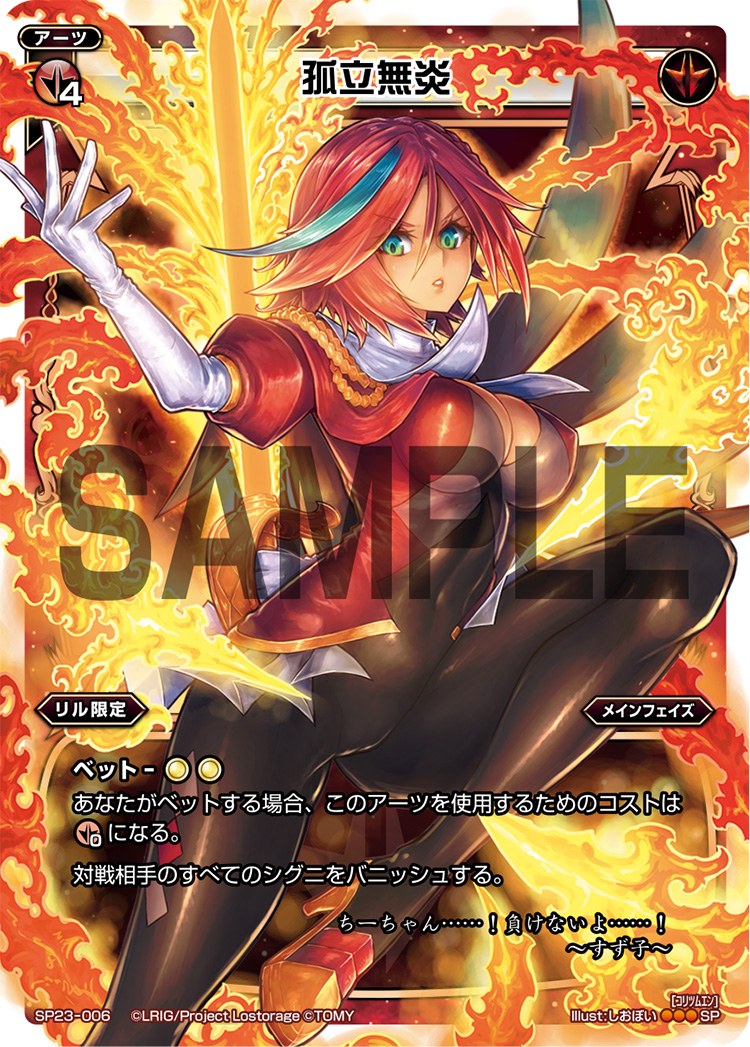 アーツ
4
孤立無炎
SAMPLE
リル限定
メインフェイズ
ベット-
あなたがベットする場合、このアーツを使用するためのコストは
0になる。
対戦相手のすべてのシグニをバニッシュする。
ちーちゃん……！負けないよ……！
～すず子～
[コリツムエン]
SP23-006 ©LRIG/Project Lostorage ©TOMY Illust:しおぼい SP